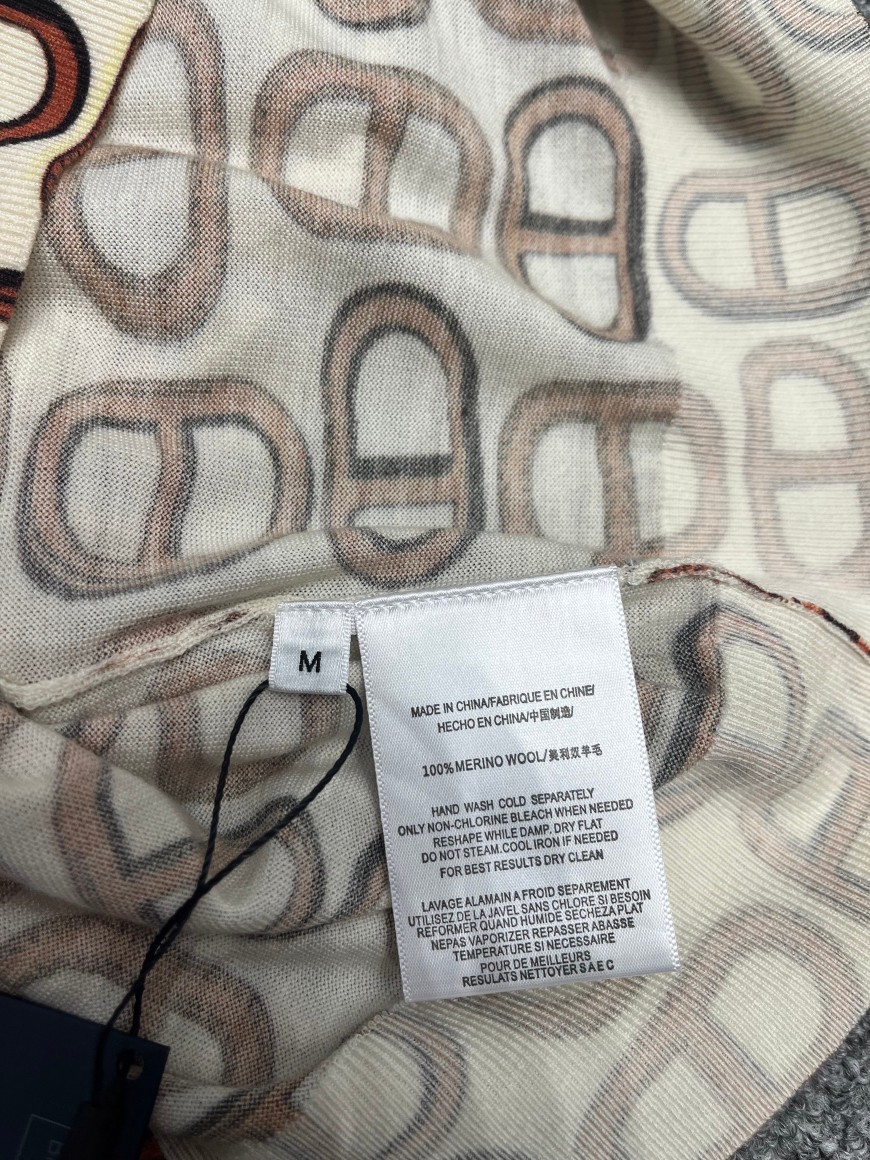 M
MADE IN CHINA/FABRIQUE EN CHINE/
HECHO EN CHINA/中国制造/
100%MERINO WOOL/美利奴羊毛
HAND WASH COLD SEPARATELY
ONLY NON-CHLORINE BLEACH WHEN NEEDED
RESHAPE WHILE DAMP, DRY FLAT
DO NOT STEAM.COOL IRON IF NEEDED
FOR BEST RESULTS DRY CLEAN
LAVAGE ALAMAIN A FROID SEPAREMENT
UTILISEZ DE LA JAVEL SANS CHLORE SI BESOIN
REFORMER QUAND HUMIDE SECHEZA PLAT
NEPAS VAPORIZER REPASSER ABASSE
TEMPERATURE SI NECESSAIRE
POUR DE MEILLEURS
RESULATS NETTOYER S A E C